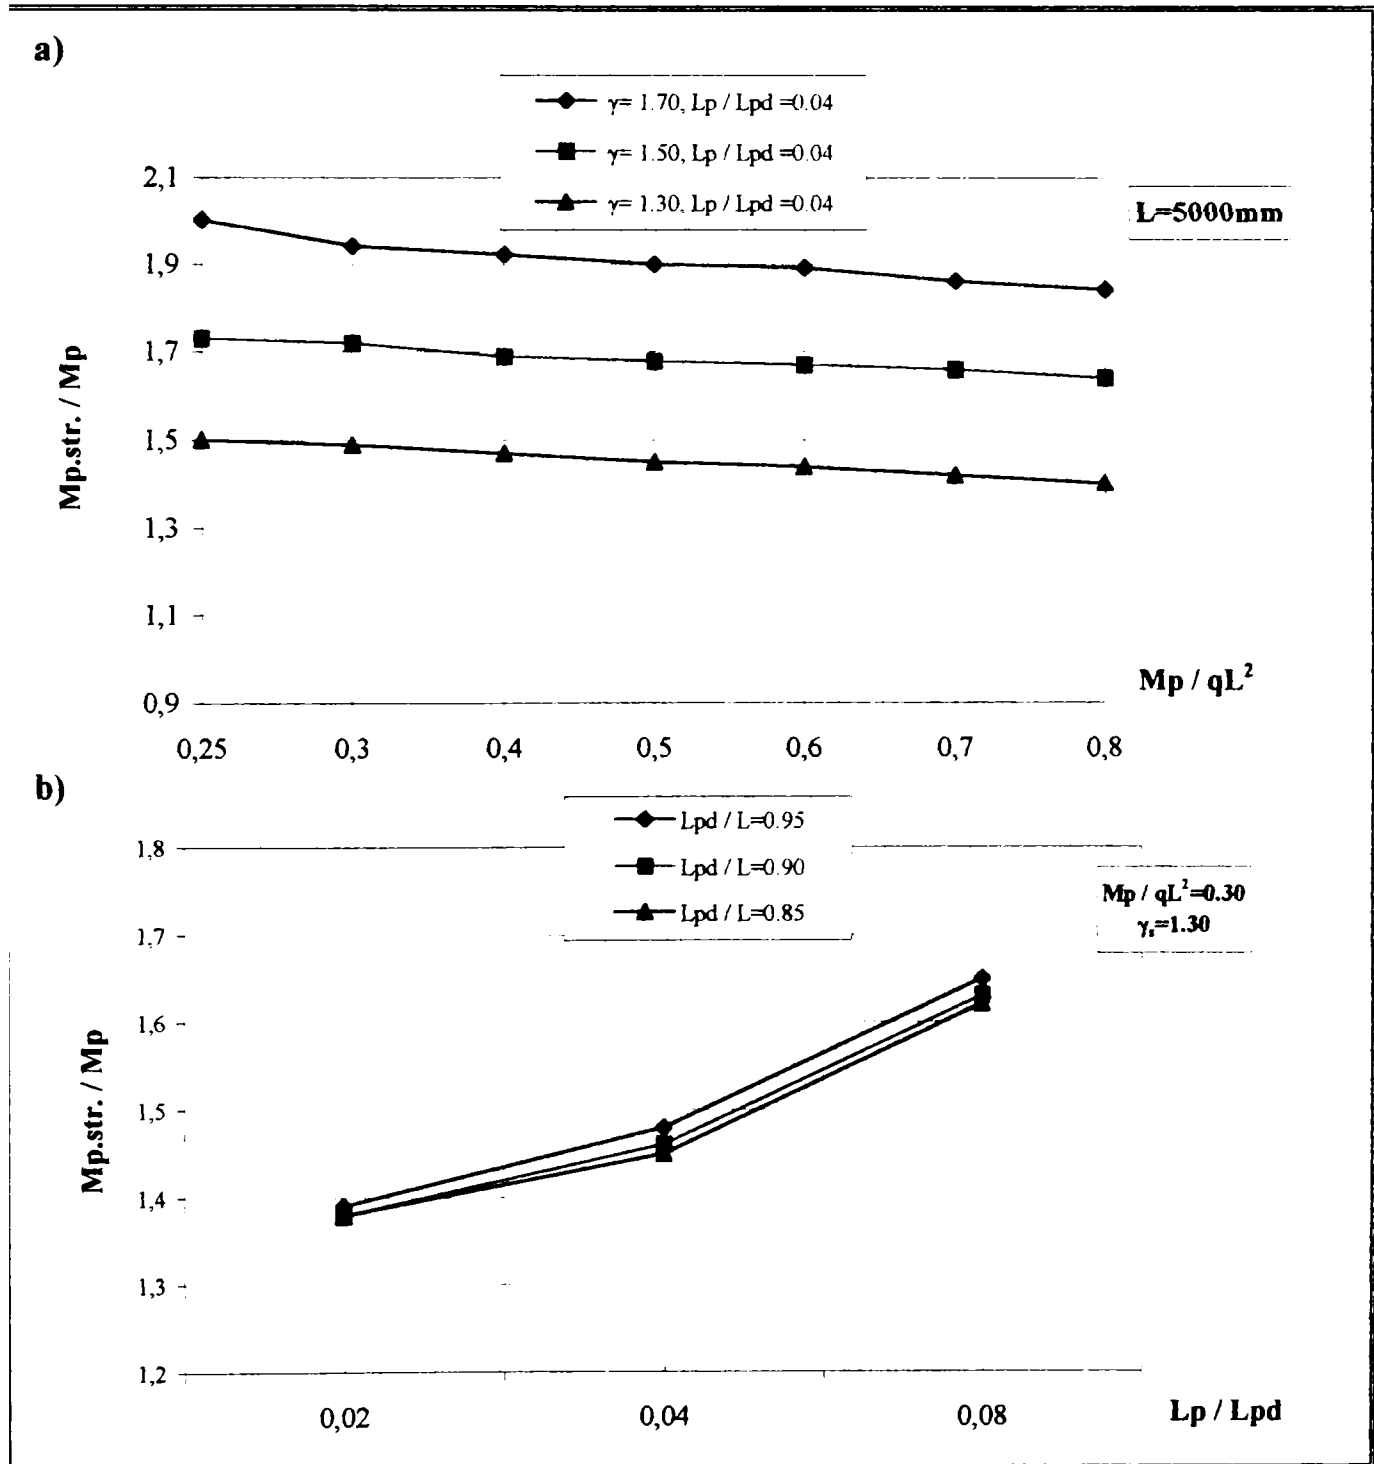 a)
γ= 1.70, Lp / Lpd =0.04
γ= 1.50, Lp / Lpd =0.04
γ= 1.30, Lp / Lpd =0.04
L=5000mm
2,1
1,9
1,7
1,5
1,3
1,1
0,9
Mp.str. / Mp
Mp / qL²
0,25 0,3 0,4 0,5 0,6 0,7 0,8
b)
Lpd / L=0.95
Lpd / L=0.90
Lpd / L=0.85
Mp / qL²=0.30
γₛ=1.30
1,8
1,7
1,6
1,5
1,4
1,3
1,2
Mp.str. / Mp
0,02 0,04 0,08
Lp / Lpd